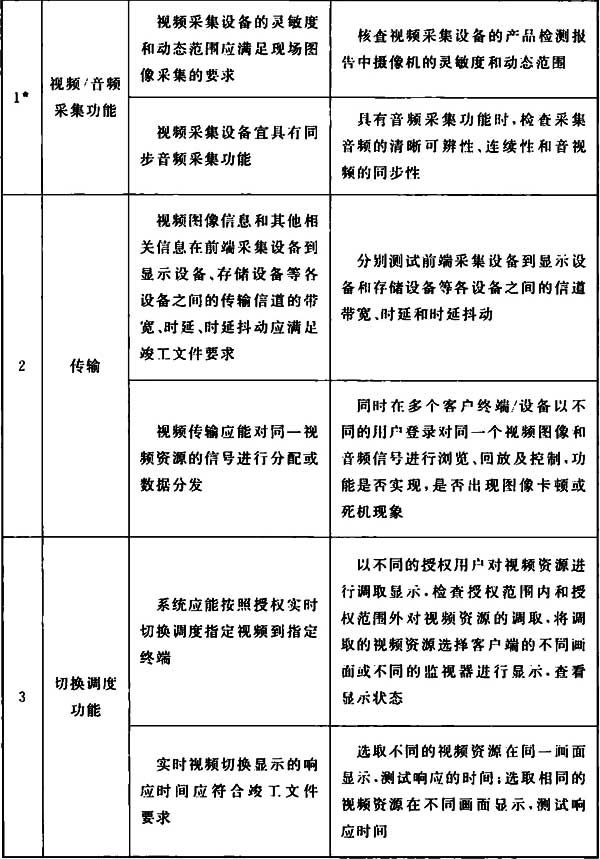 1*
视频/音频
采集功能
视频采集设备的灵敏度
和动态范围应满足现场图
像采集的要求
核查视频采集设备的产品检测报
告中摄像机的灵敏度和动态范围
视频采集设备宜具有同
步音频采集功能
具有音频采集功能时,检查采集
音频的清晰可辨性、连续性和音视
频的同步性
2
传输
视频图像信息和其他相
关信息在前端采集设备到
显示设备、存储设备等各
设备之间的传输信道的带
宽、时延、时延抖动应满足
竣工文件要求
分别测试前端采集设备到显示设
备和存储设备等各设备之间的信道
带宽、时延和时延抖动
视频传输应能对同一视
频资源的信号进行分配或
数据分发
同时在多个客户终端/设备以不
同的用户登录对同一个视频图像和
音频信号进行浏览、回放及控制,功
能是否实现,是否出现图像卡顿或
死机现象
3
切换调度
功能
系统应能按照授权实时
切换调度指定视频到指定
终端
以不同的授权用户对视频资源进
行调取显示,检查授权范围内和授
权范围外对视频资源的调取,将调
取的视频资源选择客户端的不同画
面或不同的监视器进行显示,查看
显示状态
实时视频切换显示的响
应时间应符合竣工文件
要求
选取不同的视频资源在同一画面
显示,测试响应的时间;选取相同的
视频资源在不同画面显示,测试响
应时间